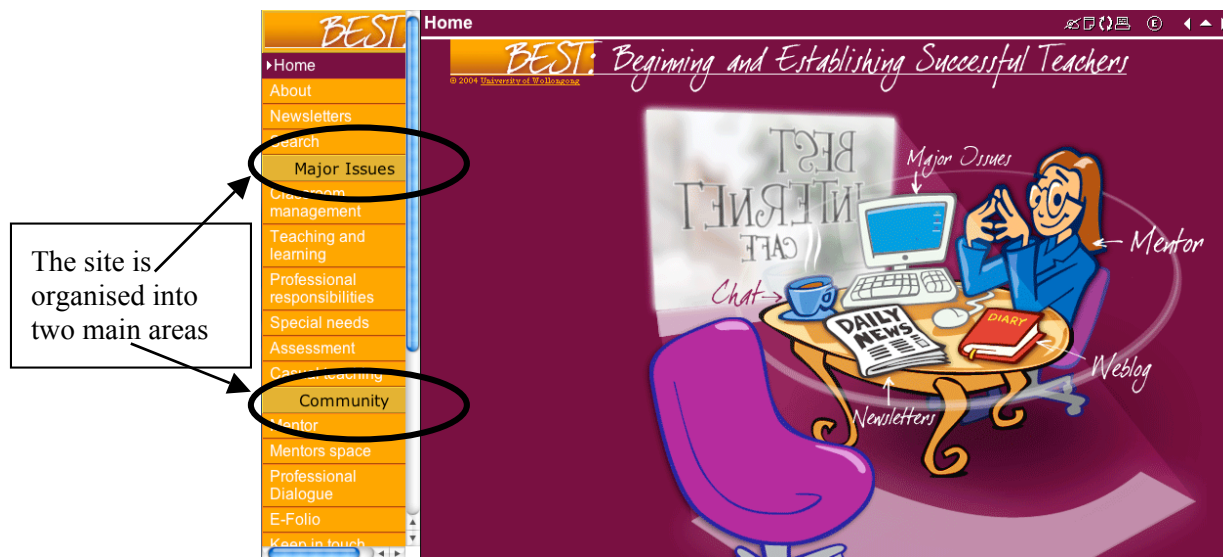 The site is
organised into
two main areas
BEST:
Home
About
Newsletters
Search
Major Issues
Classroom
management
Teaching and
learning
Professional
responsibilities
Special needs
Assessment
Casual teaching
Community
Mentor
Mentors space
Professional
Dialogue
E-Folio
Keep in touch
Home
E
BEST: Beginning and Establishing Successful Teachers
© 2004 University of Wollongong
BEST
INTERNET
CAFE
Major Issues
Mentor
Chat
DAILY
NEWS
DIARY
Weblog
Newsletters